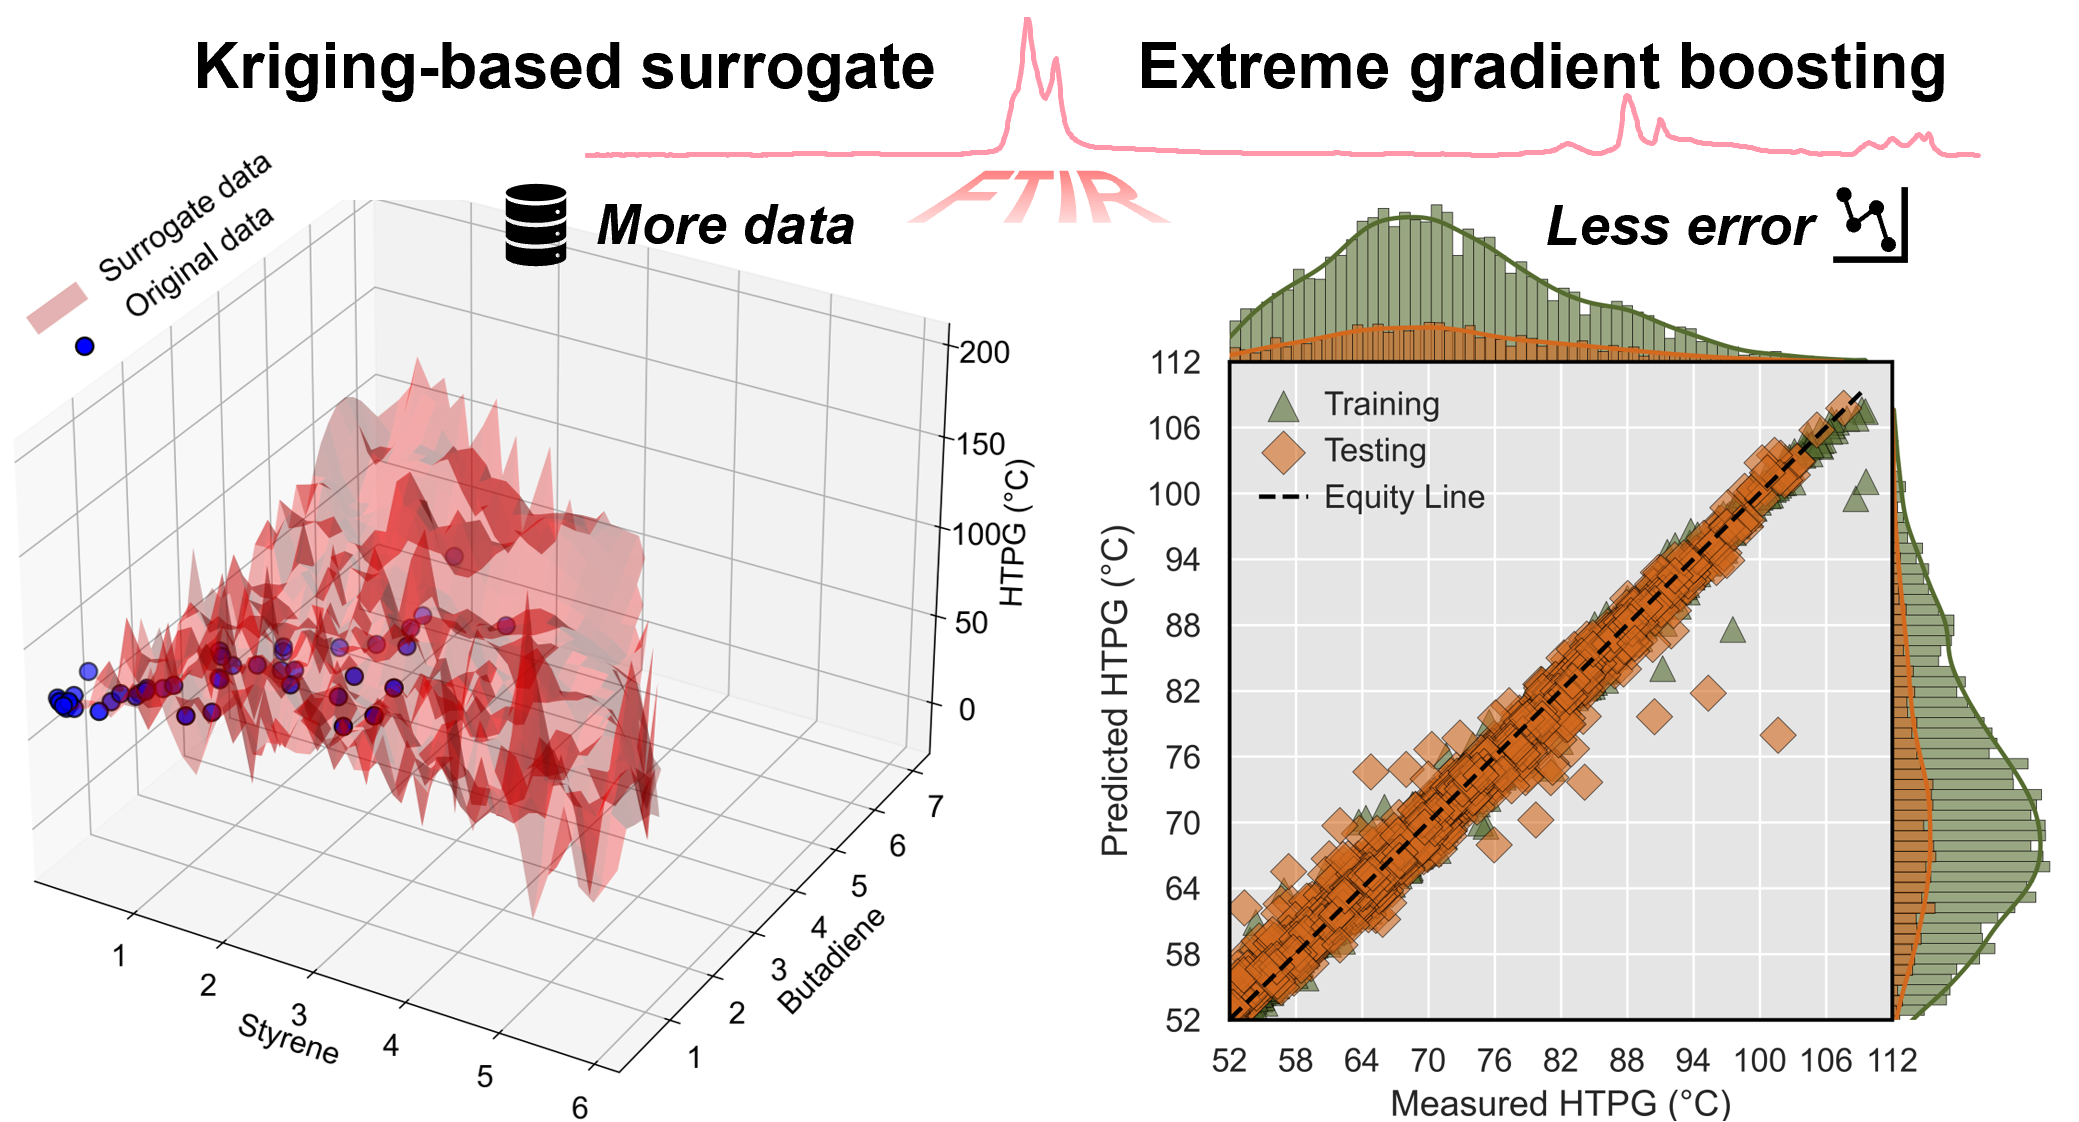 Kriging-based surrogate
Extreme gradient boosting
FTIR
More data
Less error
Surrogate data
Original data
200
150
100
50
0
HTPG (°C)
7
6
5
4
3
2
1
Butadiene
1
2
3
4
5
6
Styrene
Training
Testing
Equity Line
112
106
100
94
88
82
76
70
64
58
52
Predicted HTPG (°C)
52 58 64 70 76 82 88 94 100 106 112
Measured HTPG (°C)